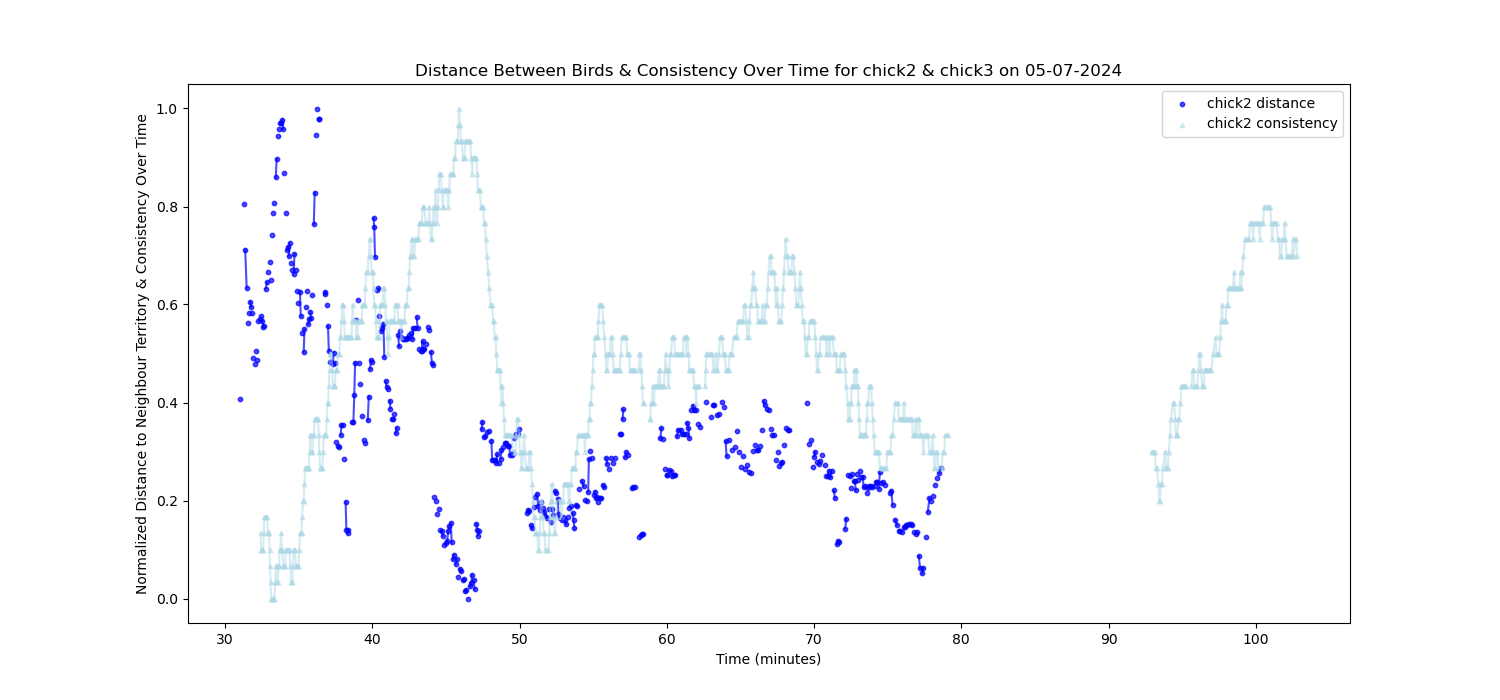 Distance Between Birds & Consistency Over Time for chick2 & chick3 on 05-07-2024
chick2 distance
chick2 consistency
Normalized Distance to Neighbour Territory & Consistency Over Time
1.0
0.8
0.6
0.4
0.2
0.0
30 40 50 60 70 80 90 100
Time (minutes)